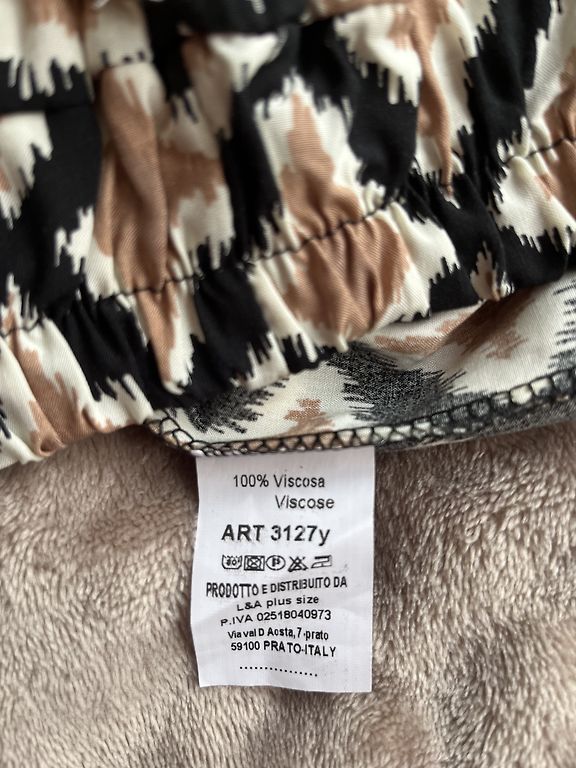 100% Viscosa
Viscose
ART 3127y
PRODOTTO E DISTRIBUITO DA
L&A plus size
P.IVA 02518040973
Via val D Aosta,7-prato
59100 PRATO-ITALY
................